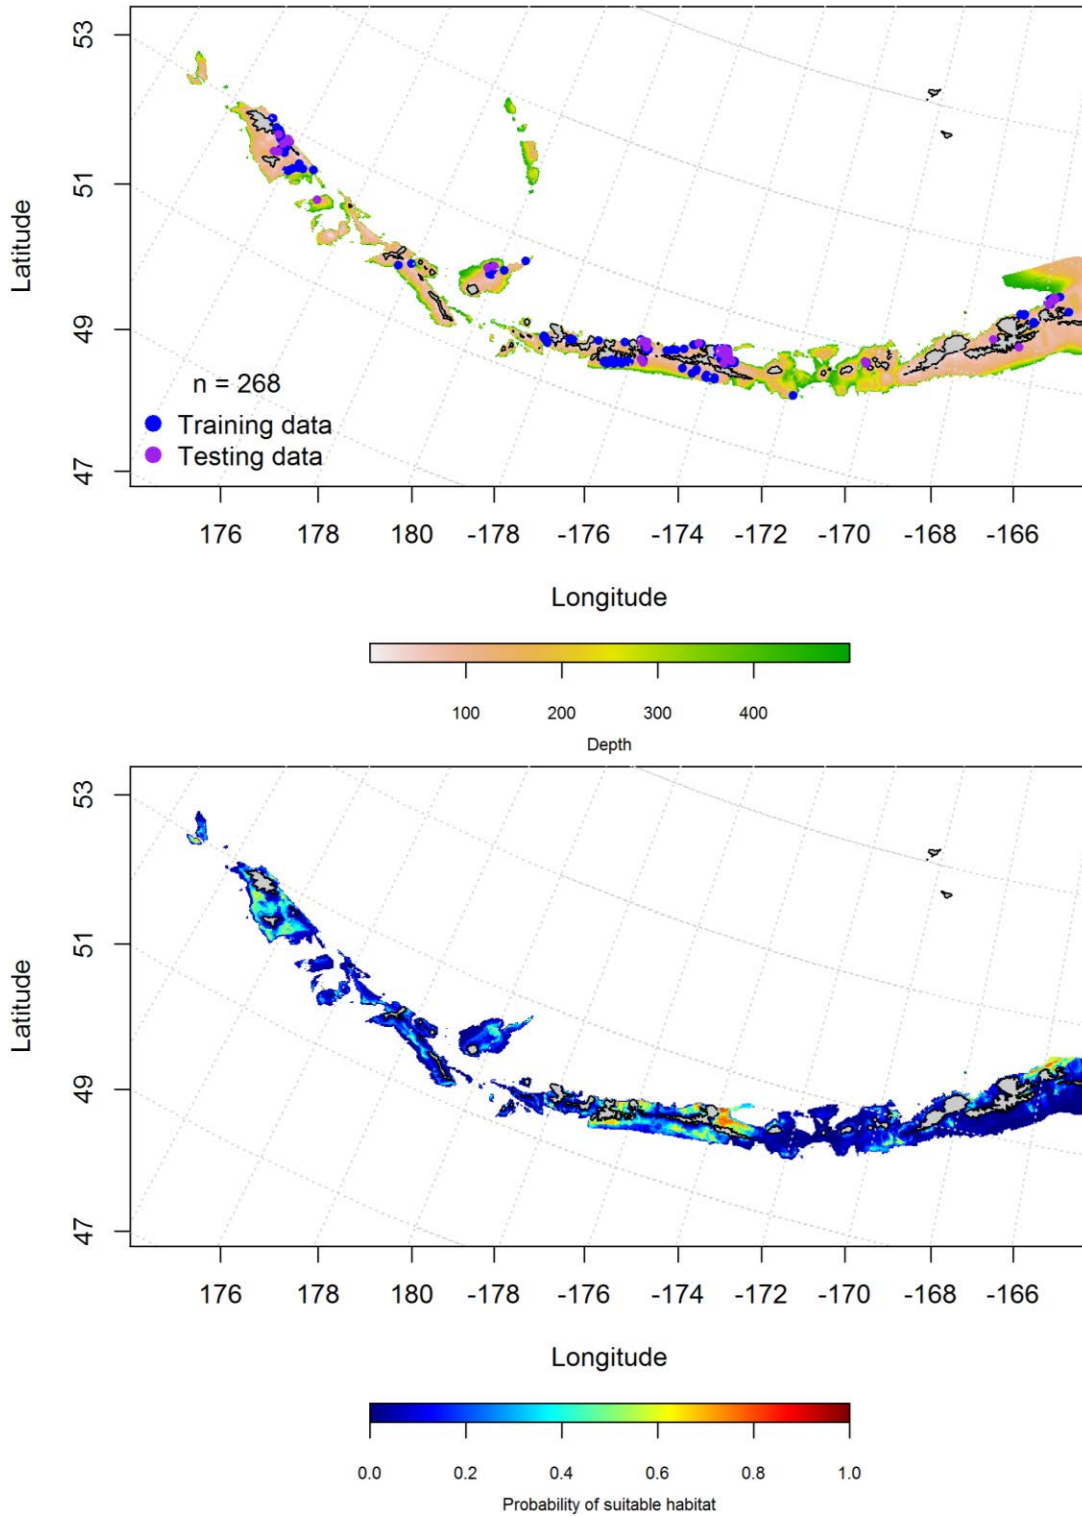 53
51
49
47
Latitude
n = 268
Training data
Testing data
176 178 180 -178 -176 -174 -172 -170 -168 -166
Longitude
100 200 300 400
Depth
53
51
49
47
Latitude
176 178 180 -178 -176 -174 -172 -170 -168 -166
Longitude
0.0 0.2 0.4 0.6 0.8 1.0
Probability of suitable habitat